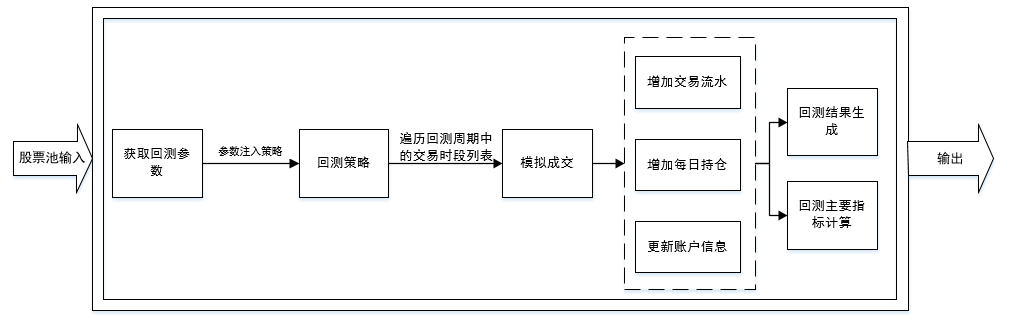 股票池输入
获取回测参
数
参数注入策略
回测策略
遍历回测周期中
的交易时段列表
模拟成交
增加交易流水
增加每日持仓
更新账户信息
回测结果生
成
回测主要指
标计算
输出